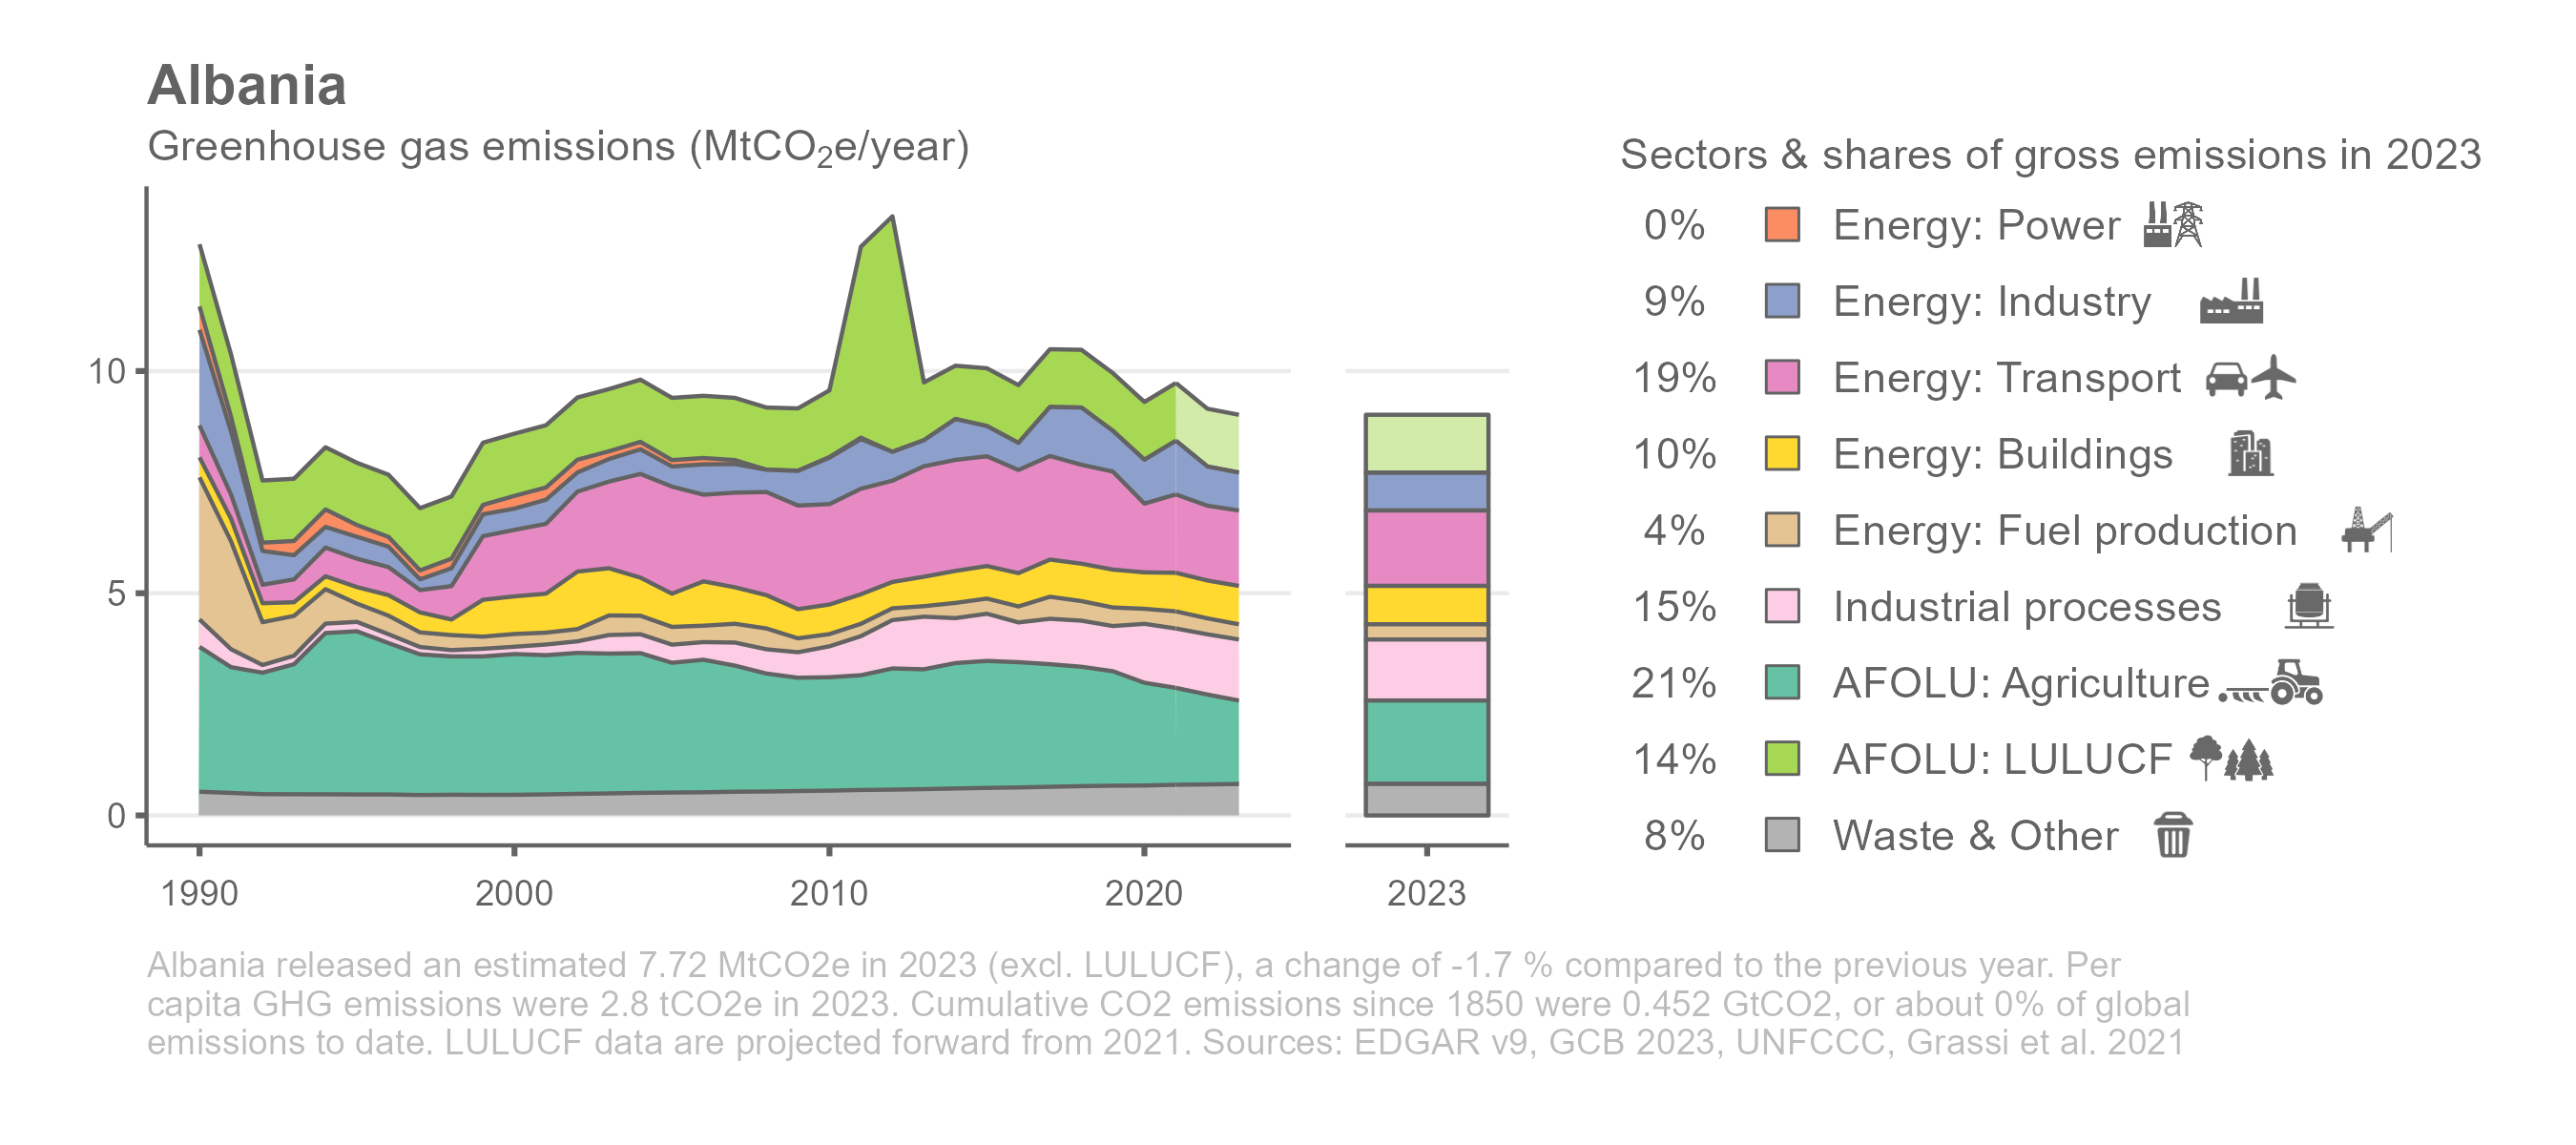 Albania
Greenhouse gas emissions (MtCO₂e/year)
10
5
0
1990 2000 2010 2020 2023
Sectors & shares of gross emissions in 2023
0% Energy: Power
9% Energy: Industry
19% Energy: Transport
10% Energy: Buildings
4% Energy: Fuel production
15% Industrial processes
21% AFOLU: Agriculture
14% AFOLU: LULUCF
8% Waste & Other
Albania released an estimated 7.72 MtCO2e in 2023 (excl. LULUCF), a change of -1.7 % compared to the previous year. Per
capita GHG emissions were 2.8 tCO2e in 2023. Cumulative CO2 emissions since 1850 were 0.452 GtCO2, or about 0% of global
emissions to date. LULUCF data are projected forward from 2021. Sources: EDGAR v9, GCB 2023, UNFCCC, Grassi et al. 2021